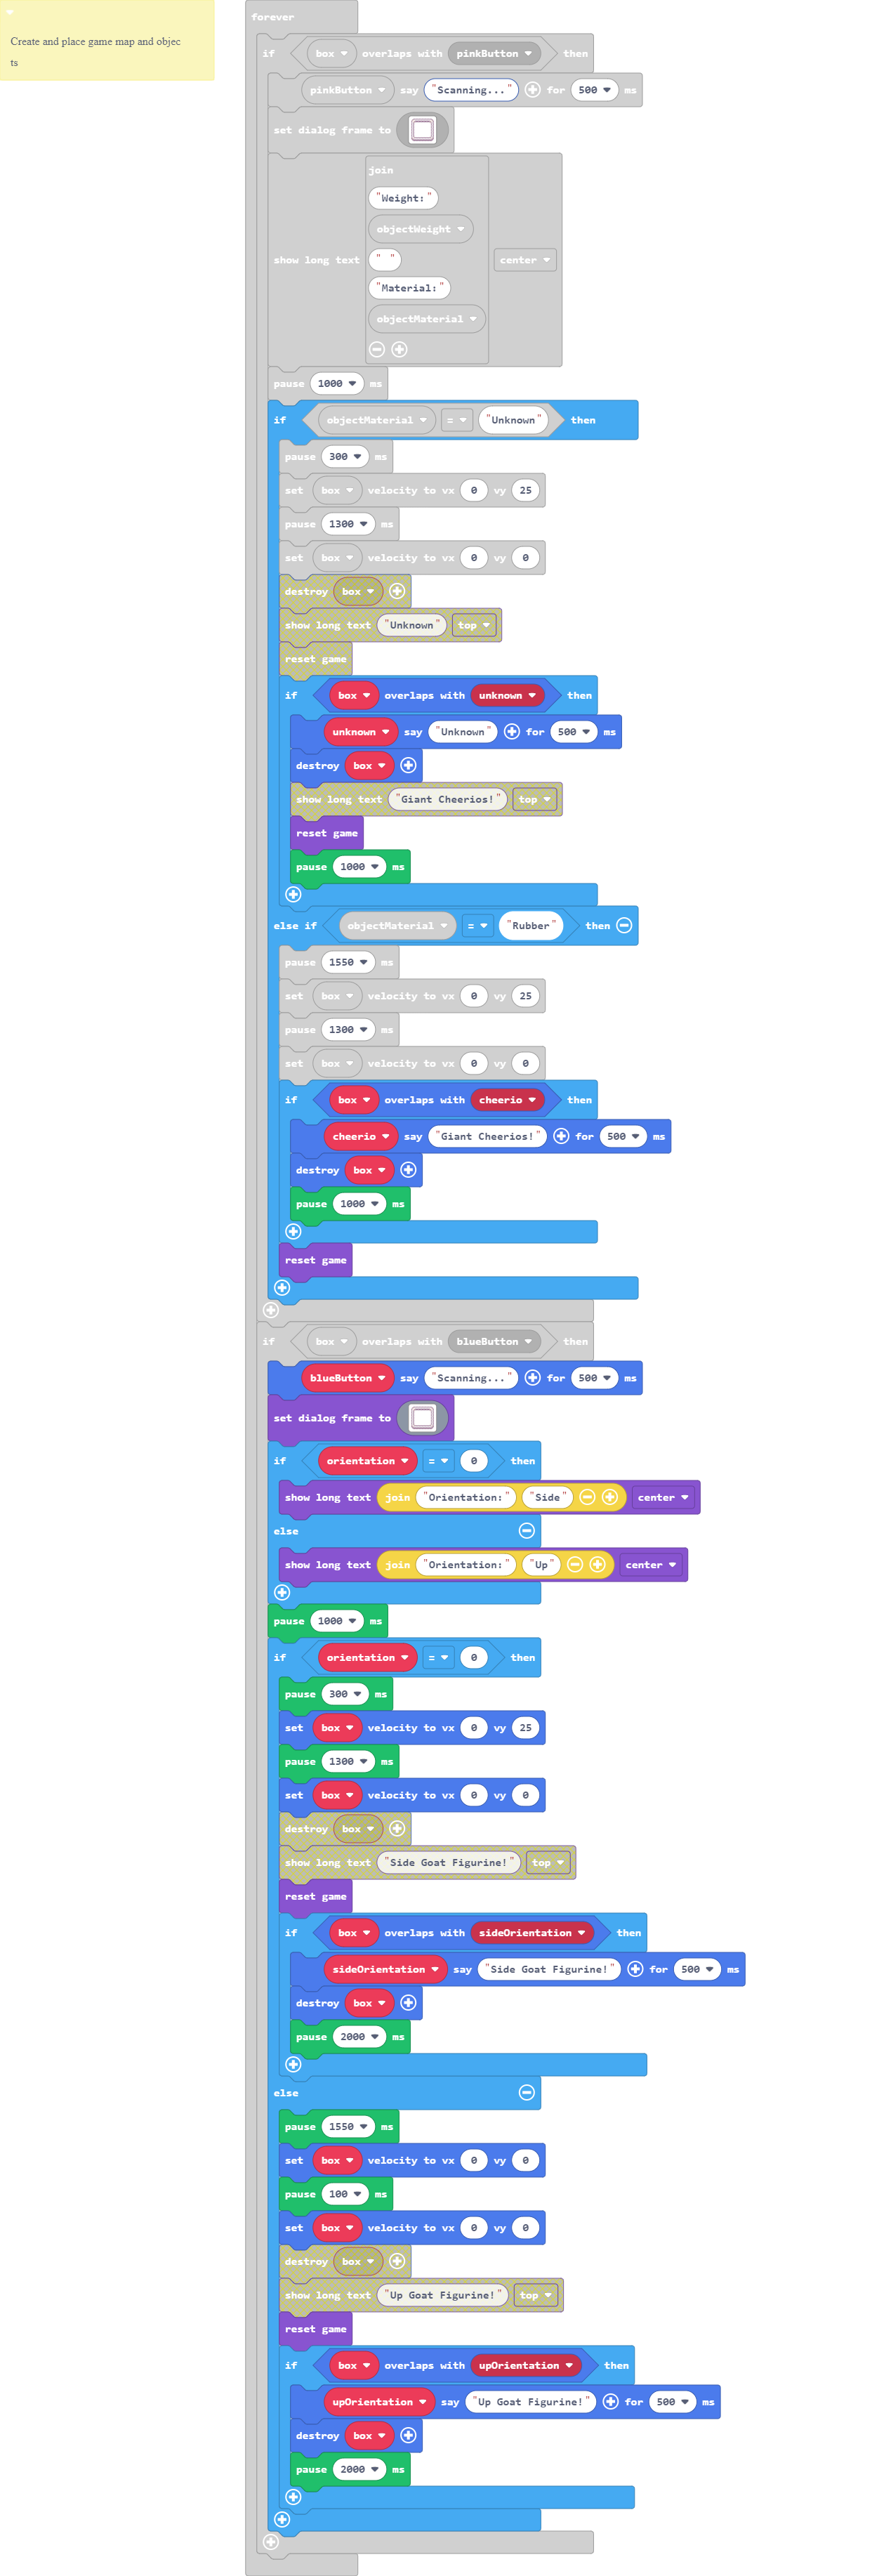 Create and place game map and objec
ts
forever
if box overlaps with pinkButton then
pinkButton say "Scanning..." for 500 ms
set dialog frame to
join
"Weight:"
objectWeight
show long text " " center
"Material:"
objectMaterial
pause 1000 ms
if objectMaterial = "Unknown" then
pause 300 ms
set box velocity to vx 0 vy 25
pause 1300 ms
set box velocity to vx 0 vy 0
destroy box
show long text "Unknown" top
reset game
if box overlaps with unknown then
unknown say "Unknown" for 500 ms
destroy box
show long text "Giant Cheerios!" top
reset game
pause 1000 ms
else if objectMaterial = "Rubber" then
pause 1550 ms
set box velocity to vx 0 vy 25
pause 1300 ms
set box velocity to vx 0 vy 0
if box overlaps with cheerio then
cheerio say "Giant Cheerios!" for 500 ms
destroy box
pause 1000 ms
reset game
if box overlaps with blueButton then
blueButton say "Scanning..." for 500 ms
set dialog frame to
if orientation = 0 then
show long text join "Orientation:" "Side" center
else
show long text join "Orientation:" "Up" center
pause 1000 ms
if orientation = 0 then
pause 300 ms
set box velocity to vx 0 vy 25
pause 1300 ms
set box velocity to vx 0 vy 0
destroy box
show long text "Side Goat Figurine!" top
reset game
if box overlaps with sideOrientation then
sideOrientation say "Side Goat Figurine!" for 500 ms
destroy box
pause 2000 ms
else
pause 1550 ms
set box velocity to vx 0 vy 0
pause 100 ms
set box velocity to vx 0 vy 0
destroy box
show long text "Up Goat Figurine!" top
reset game
if box overlaps with upOrientation then
upOrientation say "Up Goat Figurine!" for 500 ms
destroy box
pause 2000 ms